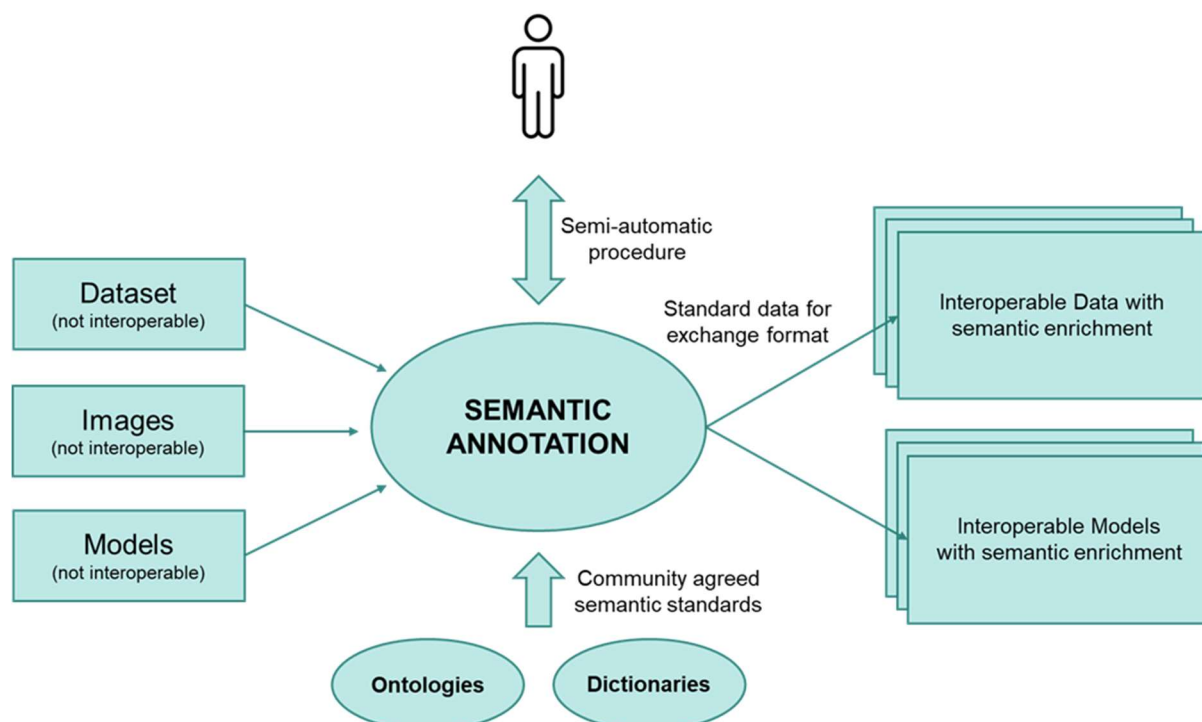 Semi-automatic
procedure
Dataset
(not interoperable)
Images
(not interoperable)
Models
(not interoperable)
SEMANTIC
ANNOTATION
Standard data for
exchange format
Interoperable Data with
semantic enrichment
Interoperable Models
with semantic enrichment
Community agreed
semantic standards
Ontologies
Dictionaries